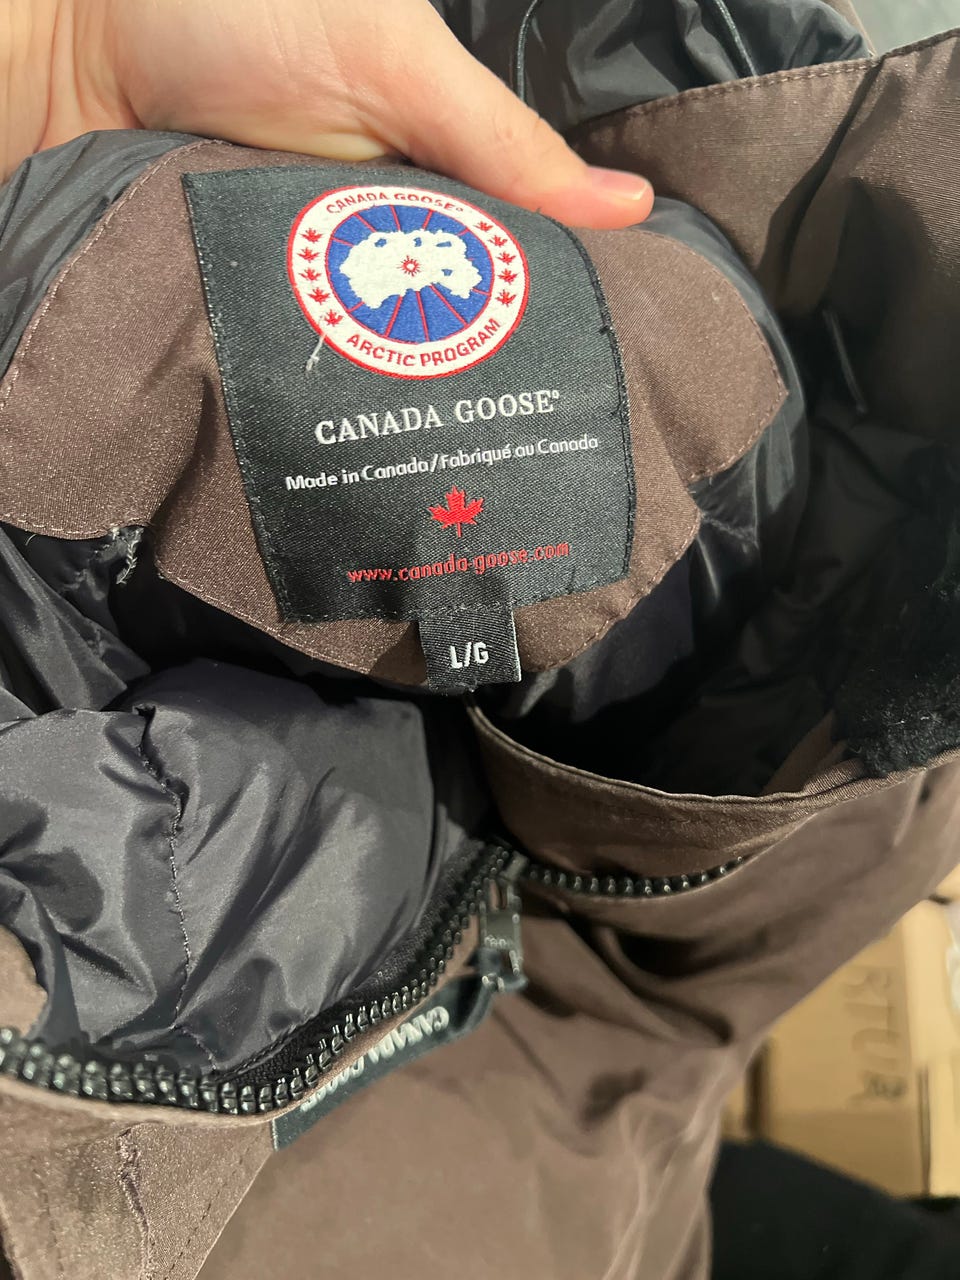 CANADA GOOSE®
ARCTIC PROGRAM
CANADA GOOSE®
Made in Canada/Fabriqué au Canada
www.canada-goose.com
L/G
CANADA GOOSE